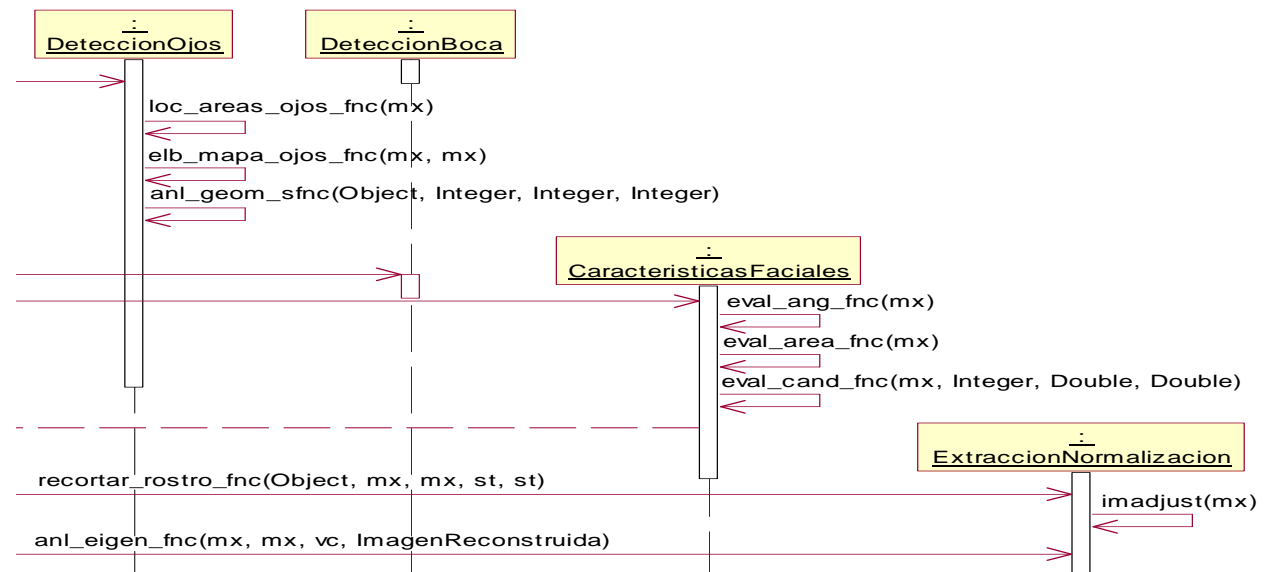 :
DeteccionOjos
:
DeteccionBoca
loc_areas_ojos_fnc(mx)
elb_mapa_ojos_fnc(mx, mx)
anl_geom_sfnc(Object, Integer, Integer, Integer)
:
CaracteristicasFaciales
eval_ang_fnc(mx)
eval_area_fnc(mx)
eval_cand_fnc(mx, Integer, Double, Double)
:
ExtraccionNormalizacion
recortar_rostro_fnc(Object, mx, mx, st, st)
imadjust(mx)
anl_eigen_fnc(mx, mx, vc, ImagenReconstruida)